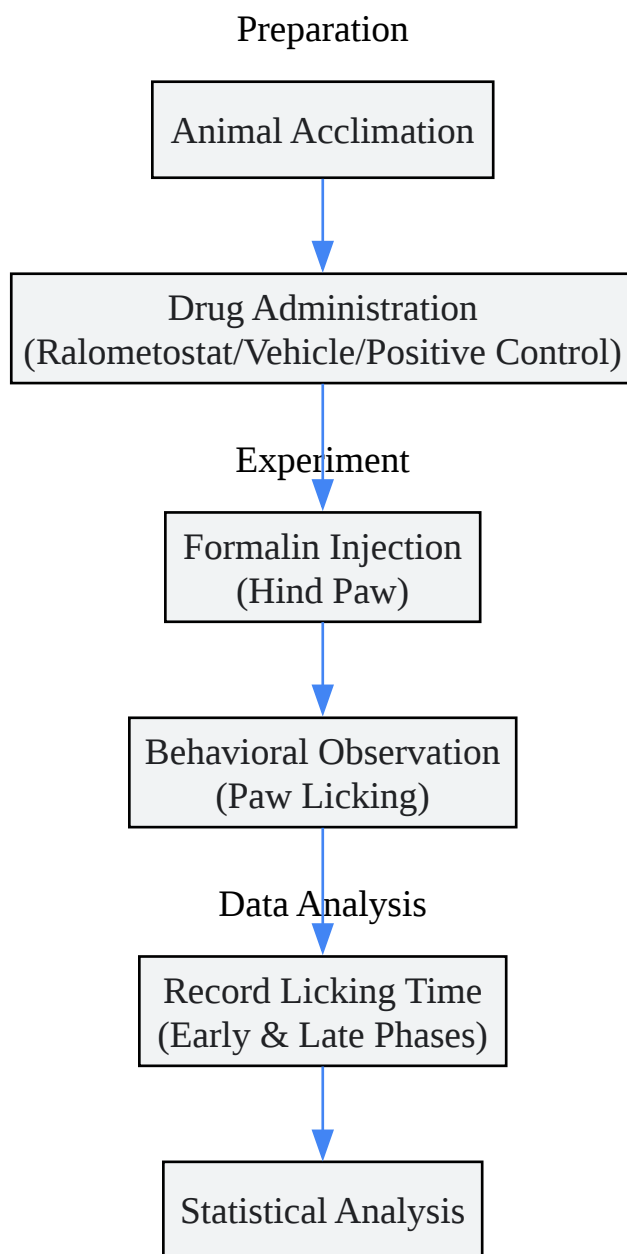 Preparation
Animal Acclimation
Drug Administration
(Ralometostat/Vehicle/Positive Control)
Experiment
Formalin Injection
(Hind Paw)
Behavioral Observation
(Paw Licking)
Data Analysis
Record Licking Time
(Early & Late Phases)
Statistical Analysis